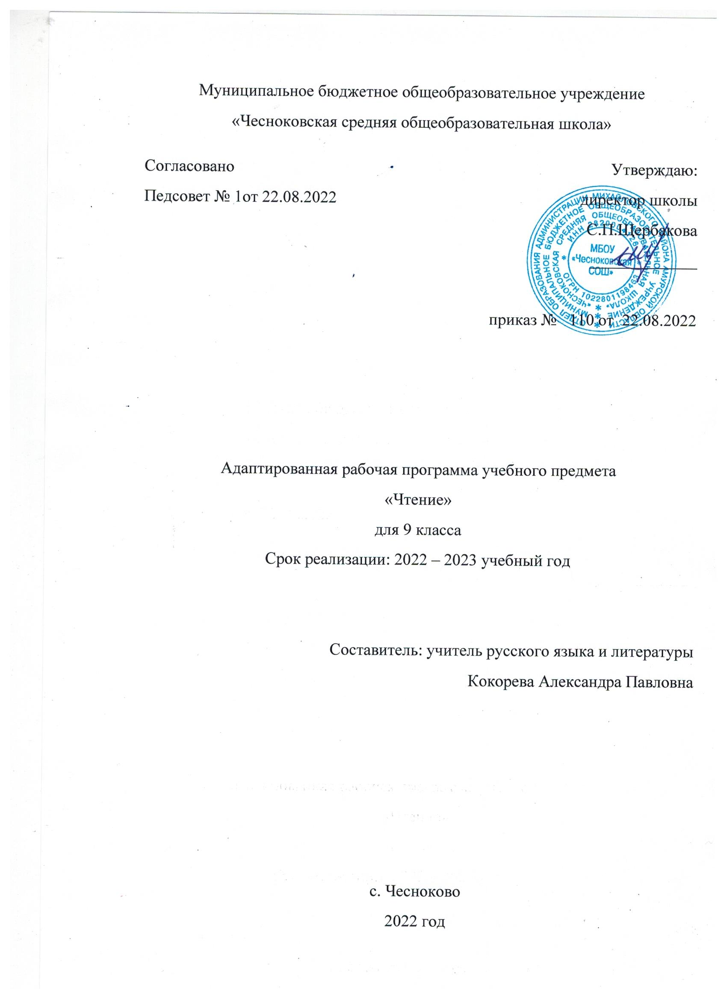 Муниципальное бюджетное общеобразовательное учреждение
«Чесноковская средняя общеобразовательная школа»
Согласовано
Педсовет № 1от 22.08.2022
Утверждаю:
директор школы
С.П.Щербакова
приказ № 110 от 22.08.2022
ОТДЕЛ ОБРАЗОВАНИЯ АДМИНИСТРАЦИИ МИХАЙЛОВСКОГО РАЙОНА АМУРСКОЙ ОБЛАСТИ
МУНИЦИПАЛЬНОЕ БЮДЖЕТНОЕ ОБЩЕОБРАЗОВАТЕЛЬНОЕ УЧРЕЖДЕНИЕ
«ЧЕСНОКОВСКАЯ СРЕДНЯЯ ОБЩЕОБРАЗОВАТЕЛЬНАЯ ШКОЛА»
ИНН
ОГРН 1022801198463
МБОУ
«Чесноковская
СОШ»
Адаптированная рабочая программа учебного предмета
«Чтение»
для 9 класса
Срок реализации: 2022 – 2023 учебный год
Составитель: учитель русского языка и литературы
Кокорева Александра Павловна
с. Чесноково
2022 год